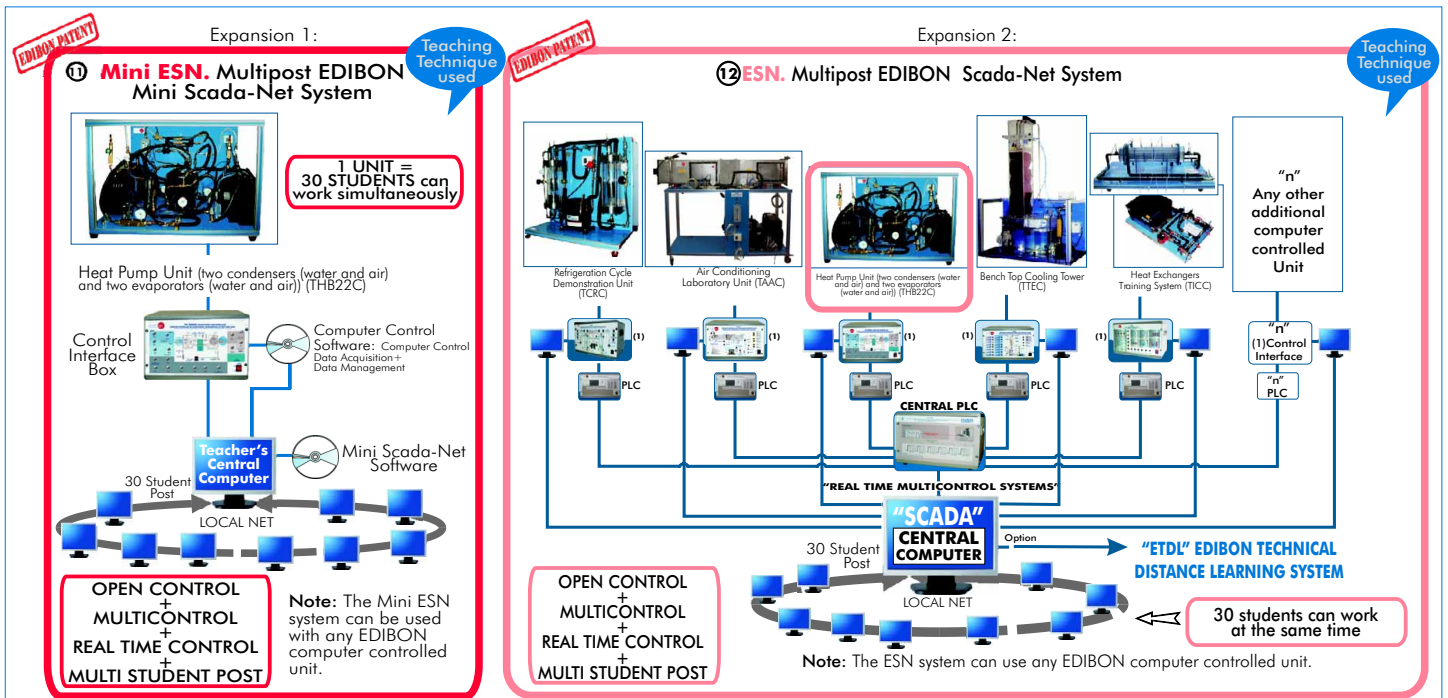 Expansion 1:
EDIBON PATENT
Teaching
Technique
used
11 Mini ESN. Multipost EDIBON
Mini Scada-Net System
1 UNIT =
30 STUDENTS can
work simultaneously
Heat Pump Unit (two condensers (water and air)
and two evaporators (water and air)) (THB22C)
Control
Interface
Box
Computer Control
Software: Computer Control
Data Acquisition+
Data Management
Teacher's
Central
Computer
Mini Scada-Net
Software
30 Student
Post
LOCAL NET
OPEN CONTROL
+
MULTICONTROL
+
REAL TIME CONTROL
+
MULTI STUDENT POST
Note: The Mini ESN
system can be used
with any EDIBON
computer controlled
unit.
Expansion 2:
EDIBON PATENT
Teaching
Technique
used
12 ESN. Multipost EDIBON Scada-Net System
Refrigeration Cycle
Demonstration Unit
(TCRC)
Air Conditioning
Laboratory Unit (TAAC)
Heat Pump Unit (two condensers (water
and air) and two evaporators
(water and air)) (THB22C)
Bench Top Cooling Tower
(TTEC)
Heat Exchangers
Training System (TICC)
"n"
Any other
additional
computer
controlled
Unit
(1)
(1)
(1)
(1)
(1)
"n"
(1)Control
Interface
PLC
PLC
PLC
PLC
PLC
"n"
PLC
CENTRAL PLC
"REAL TIME MULTICONTROL SYSTEMS"
"SCADA"
CENTRAL
COMPUTER
Option
"ETDL" EDIBON TECHNICAL
DISTANCE LEARNING SYSTEM
30 Student
Post
LOCAL NET
30 students can work
at the same time
OPEN CONTROL
+
MULTICONTROL
+
REAL TIME CONTROL
+
MULTI STUDENT POST
Note: The ESN system can use any EDIBON computer controlled unit.